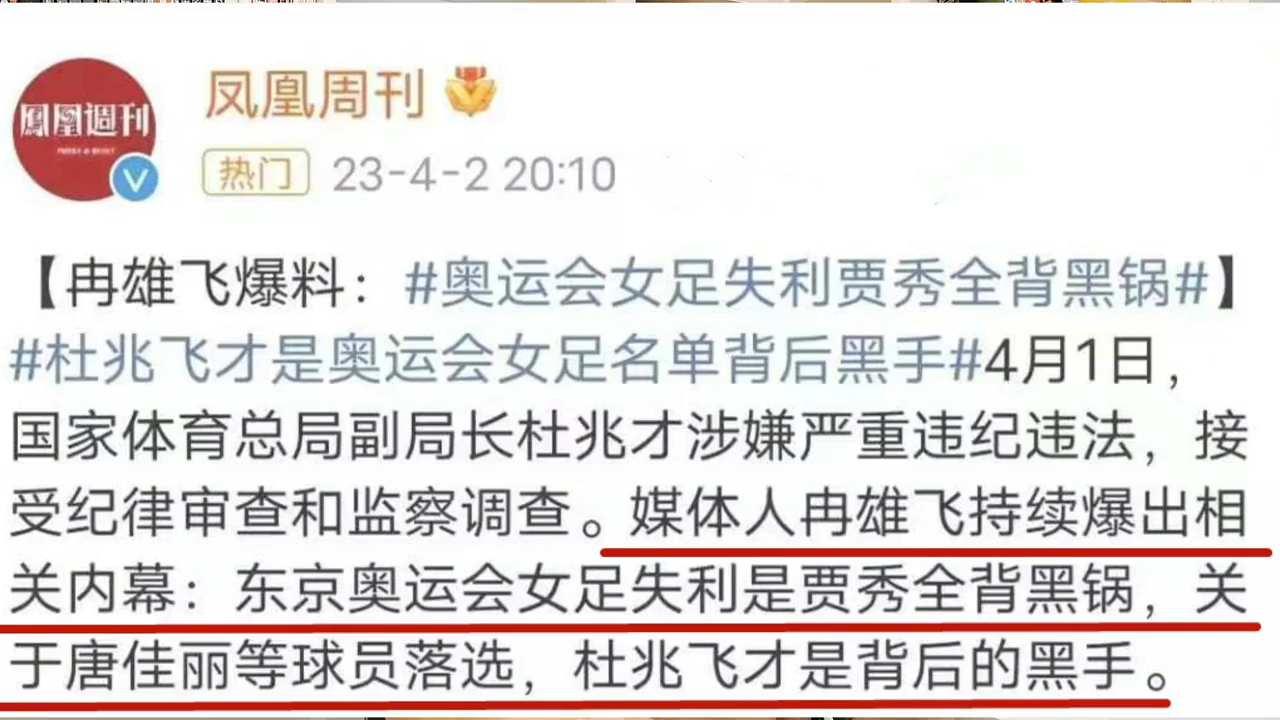 凤凰周刊
鳳凰週刊
热门 23-4-2 20:10
【冉雄飞爆料：#奥运会女足失利贾秀全背黑锅#】
#杜兆飞才是奥运会女足名单背后黑手#4月1日，
国家体育总局副局长杜兆才涉嫌严重违纪违法，接
受纪律审查和监察调查。媒体人冉雄飞持续爆出相
关内幕：东京奥运会女足失利是贾秀全背黑锅，关
于唐佳丽等球员落选，杜兆飞才是背后的黑手。